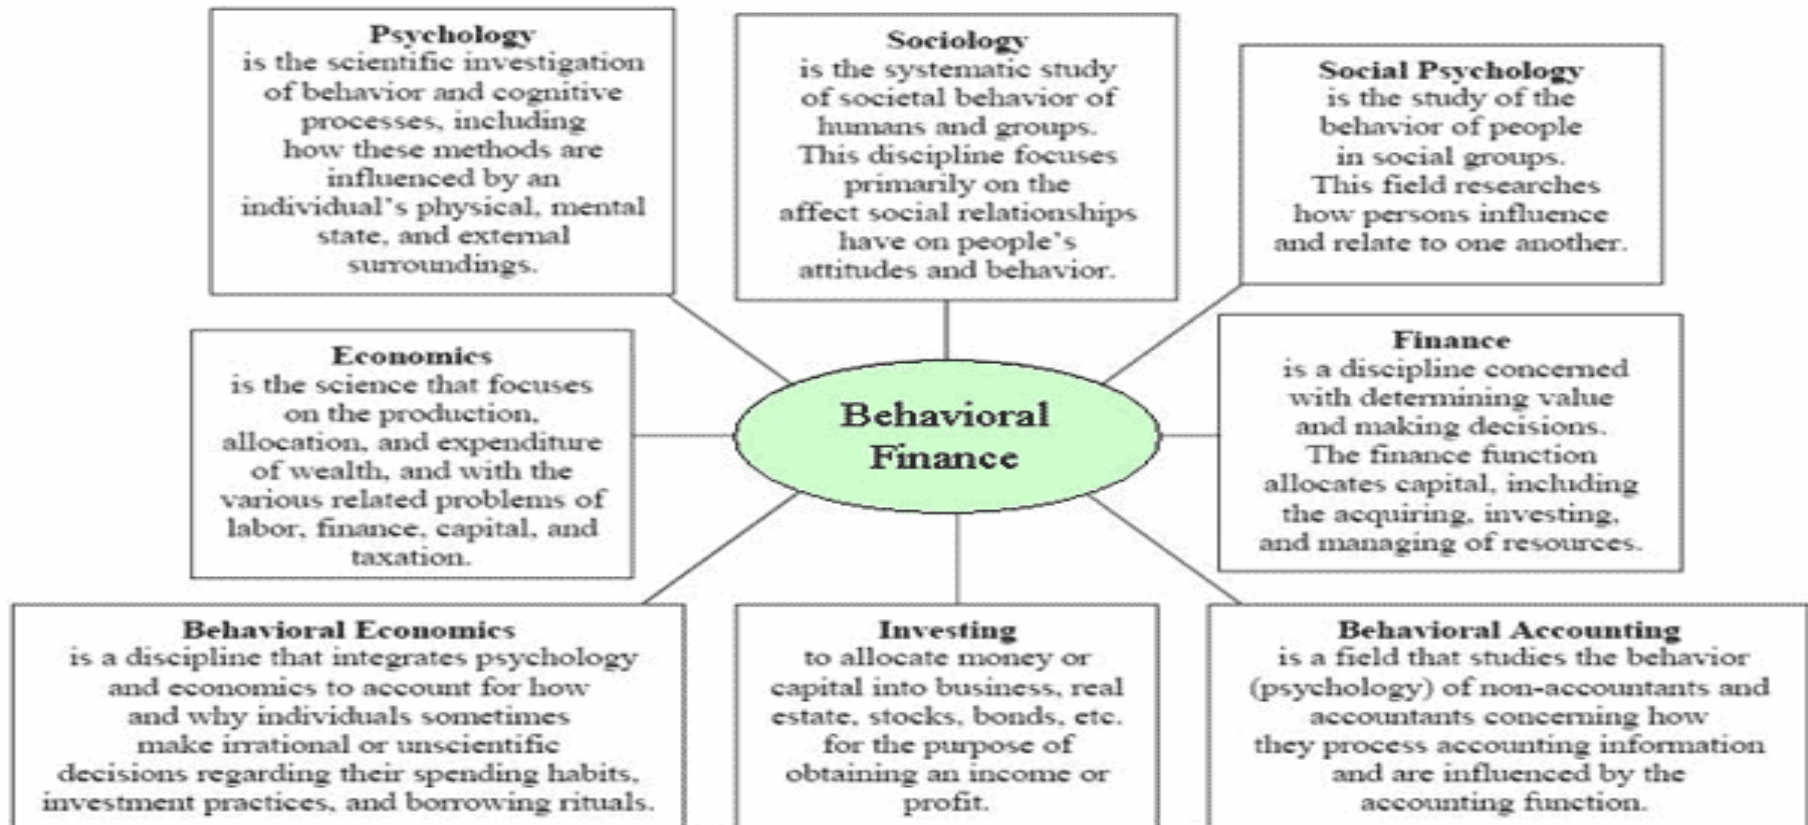 Psychology
is the scientific investigation
of behavior and cognitive
processes, including
how these methods are
influenced by an
individual's physical, mental
state, and external
surroundings.
Sociology
is the systematic study
of societal behavior of
humans and groups.
This discipline focuses
primarily on the
affect social relationships
have on people's
attitudes and behavior.
Social Psychology
is the study of the
behavior of people
in social groups.
This field researches
how persons influence
and relate to one another.
Economics
is the science that focuses
on the production,
allocation, and expenditure
of wealth, and with the
various related problems of
labor, finance, capital, and
taxation.
Behavioral
Finance
Finance
is a discipline concerned
with determining value
and making decisions.
The finance function
allocates capital, including
the acquiring, investing,
and managing of resources.
Behavioral Economics
is a discipline that integrates psychology
and economics to account for how
and why individuals sometimes
make irrational or unscientific
decisions regarding their spending habits,
investment practices, and borrowing rituals.
Investing
to allocate money or
capital into business, real
estate, stocks, bonds, etc.
for the purpose of
obtaining an income or
profit.
Behavioral Accounting
is a field that studies the behavior
(psychology) of non-accountants and
accountants concerning how
they process accounting information
and are influenced by the
accounting function.